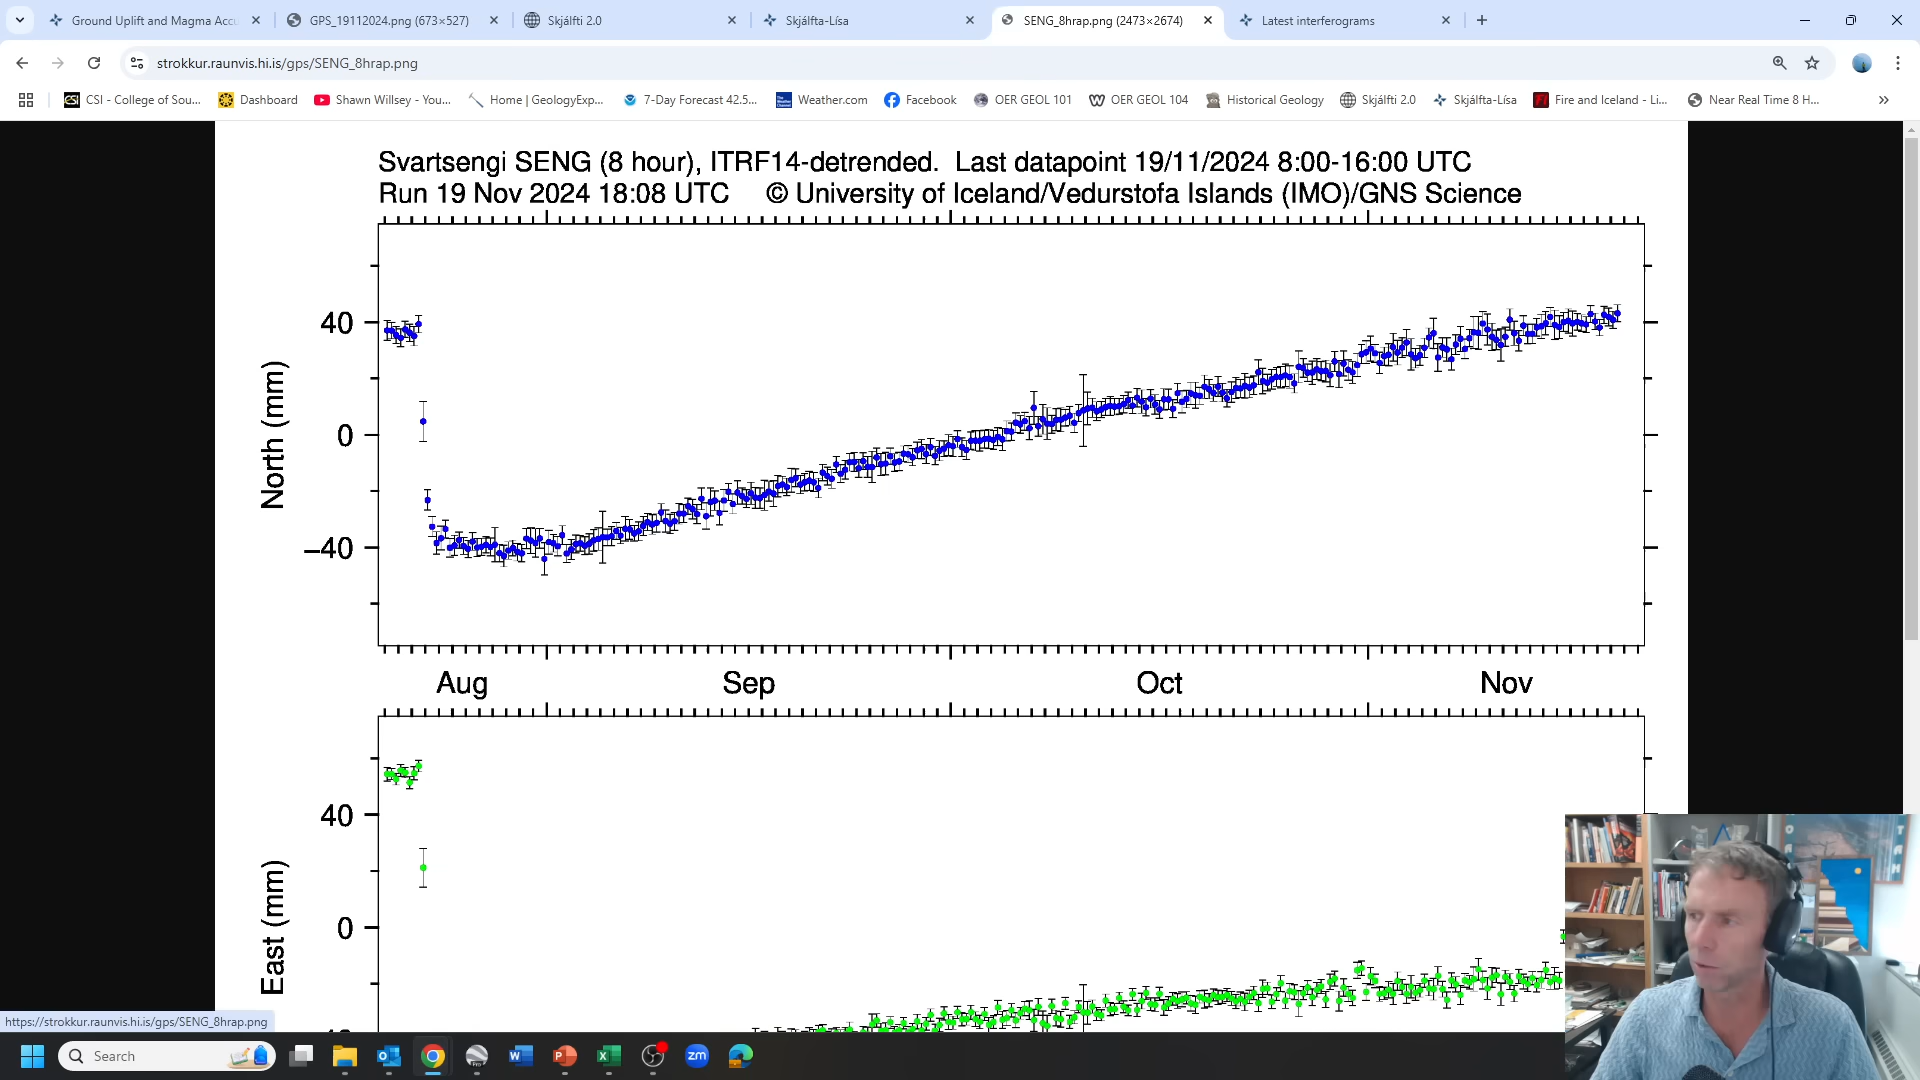 Ground Uplift and Magma Accu
GPS_19112024.png (673×527)
Skjálfti 2.0
Skjálfta-Lísa
SENG_8hrap.png (2473×2674)
Latest interferograms
strokkur.raunvis.hi.is/gps/SENG_8hrap.png
CSI - College of Sou...
Dashboard
Shawn Willsey - You...
Home | GeologyExp...
7-Day Forecast 42.5...
Weather.com
Facebook
OER GEOL 101
OER GEOL 104
Historical Geology
Skjálfti 2.0
Skjálfta-Lísa
Fire and Iceland - Li...
Near Real Time 8 H...
Svartsengi SENG (8 hour), ITRF14-detrended. Last datapoint 19/11/2024 8:00-16:00 UTC
Run 19 Nov 2024 18:08 UTC © University of Iceland/Vedurstofa Islands (IMO)/GNS Science
North (mm)
40
0
−40
Aug
Sep
Oct
Nov
East (mm)
40
0
https://strokkur.raunvis.hi.is/gps/SENG_8hrap.png
Search